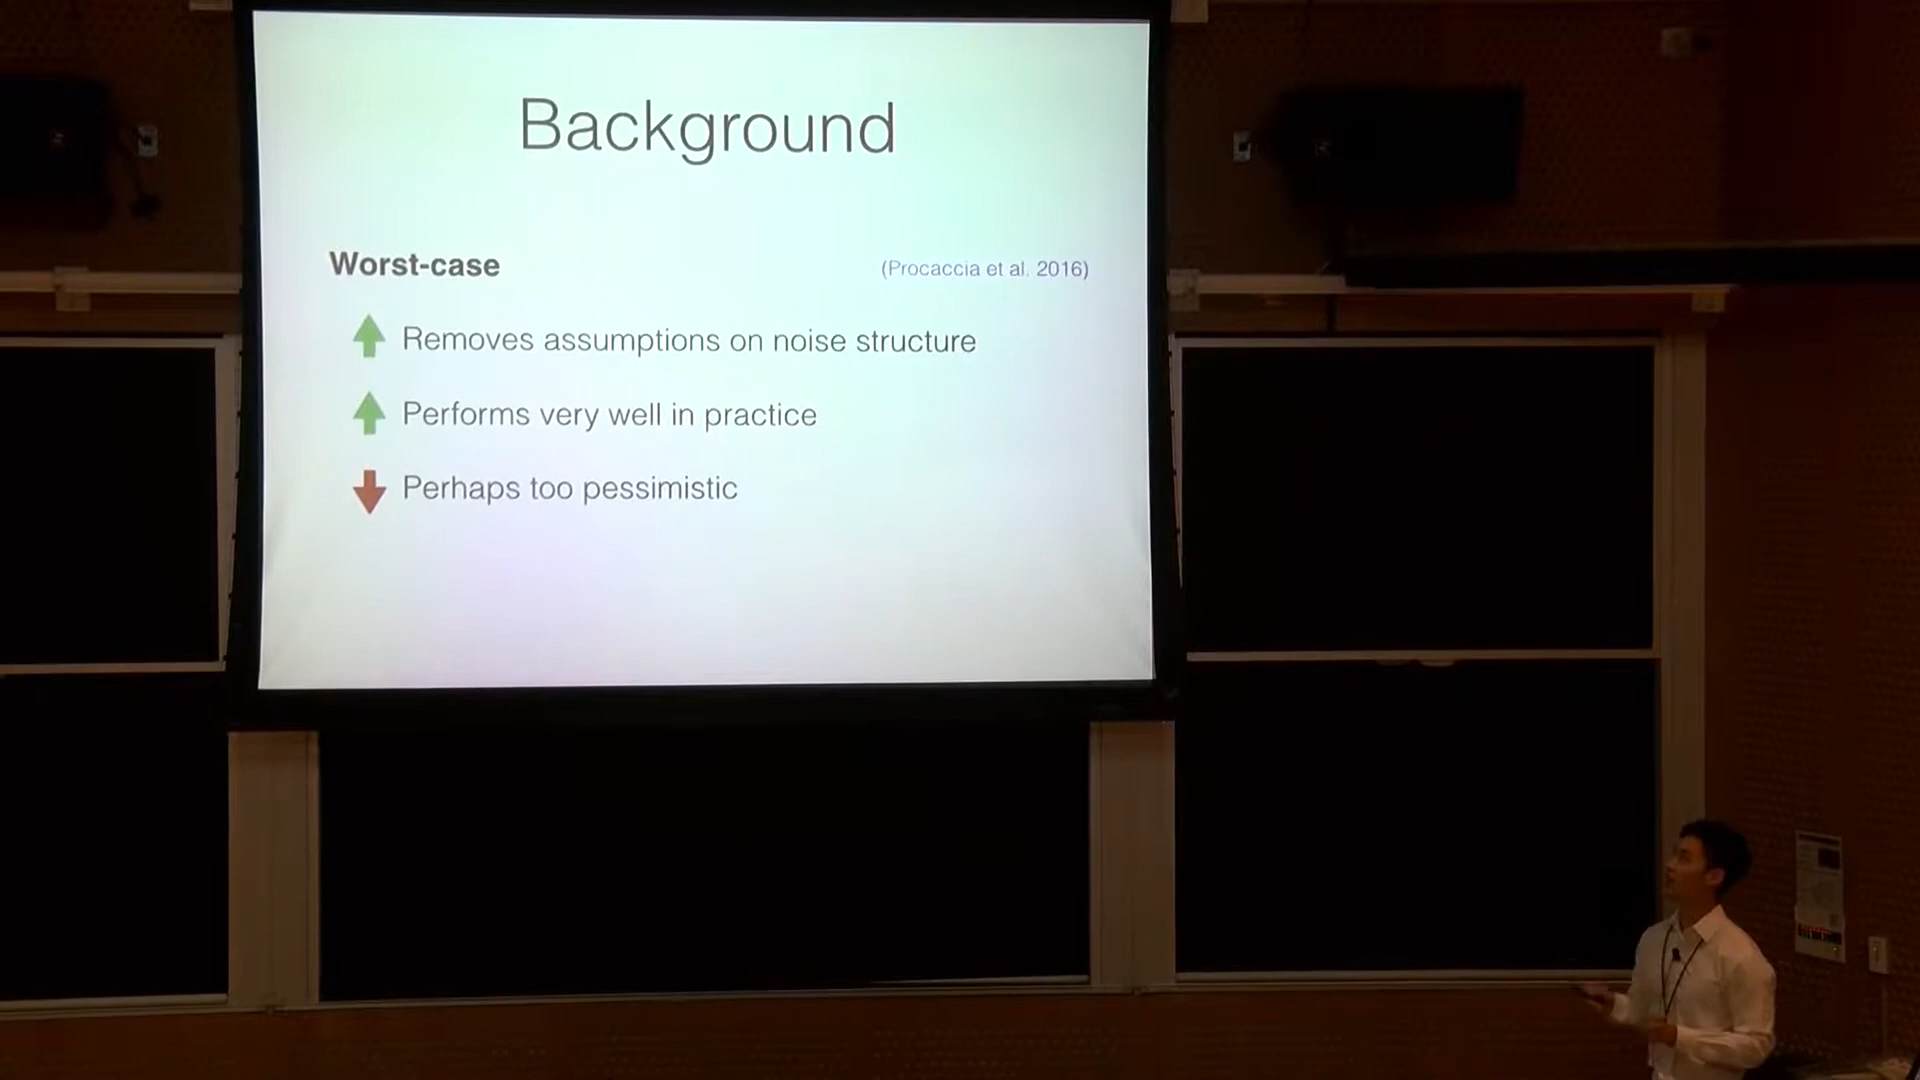 Background
Worst-case (Procaccia et al. 2016)
Removes assumptions on noise structure
Performs very well in practice
Perhaps too pessimistic